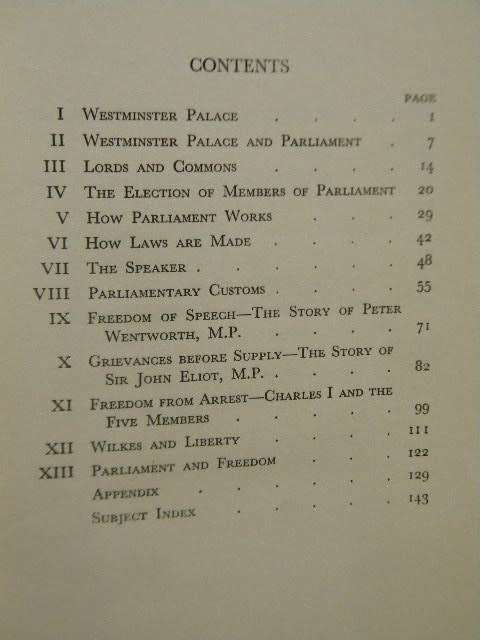 CONTENTS
PAGE
I WESTMINSTER PALACE . . . . 1
II WESTMINSTER PALACE AND PARLIAMENT . 7
III LORDS AND COMMONS . . . . 14
IV THE ELECTION OF MEMBERS OF PARLIAMENT 20
V HOW PARLIAMENT WORKS . . . 29
VI HOW LAWS ARE MADE . . . . 42
VII THE SPEAKER . . . . . . 48
VIII PARLIAMENTARY CUSTOMS . . . . 55
IX FREEDOM OF SPEECH—THE STORY OF PETER
WENTWORTH, M.P. . . . . 71
X GRIEVANCES BEFORE SUPPLY—THE STORY OF
SIR JOHN ELIOT, M.P. . . . . 82
XI FREEDOM FROM ARREST—CHARLES I AND THE
FIVE MEMBERS . . . . . 99
XII WILKES AND LIBERTY . . . . 111
XIII PARLIAMENT AND FREEDOM . . . 122
APPENDIX . . . . . . 129
SUBJECT INDEX . . . . . 143